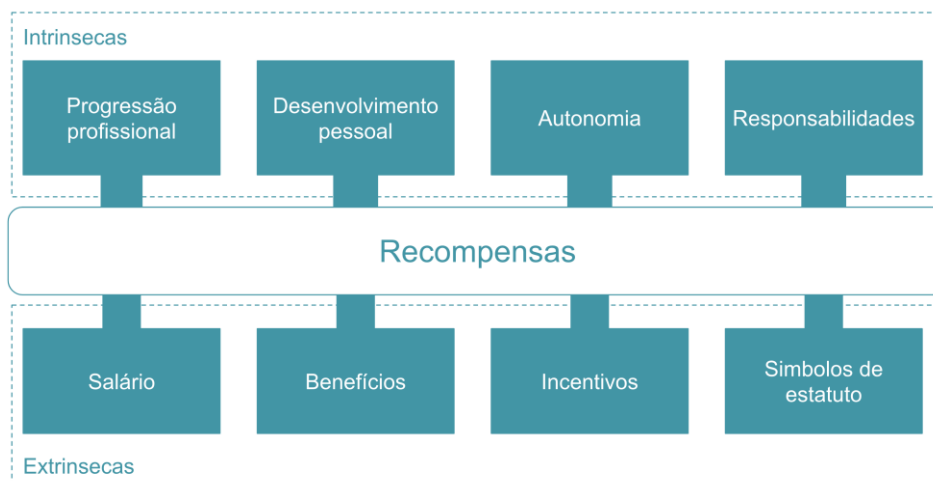 Intrinsecas
Progressão
profissional
Desenvolvimento
pessoal
Autonomia
Responsabilidades
Recompensas
Salário
Benefícios
Incentivos
Simbolos de
estatuto
Extrinsecas